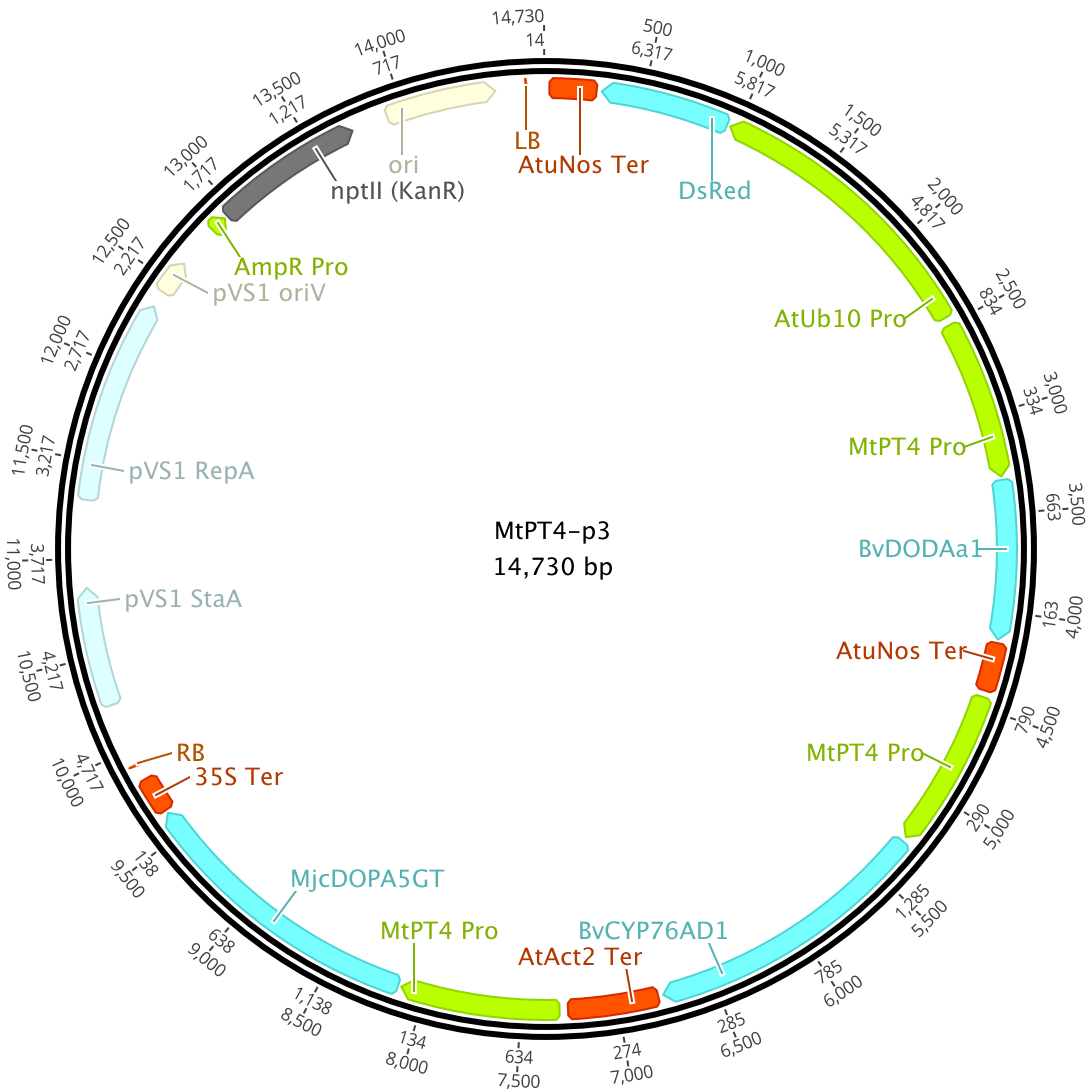 14,730
14
500
6,317
1,000
5,817
1,500
5,317
2,000
4,817
2,500
834
3,000
334
3,500
663
4,000
163
4,500
790
5,000
290
5,500
1,285
6,000
785
6,500
285
7,000
274
7,500
634
8,000
134
8,500
1,138
9,000
638
9,500
138
10,000
4,717
10,500
4,217
11,000
3,717
11,500
3,217
12,000
2,717
12,500
2,217
13,000
1,717
13,500
1,217
14,000
717
LB
AtuNos Ter
DsRed
AtUb10 Pro
MtPT4 Pro
BvDODAa1
AtuNos Ter
MtPT4 Pro
BvCYP76AD1
AtAct2 Ter
MtPT4 Pro
MjcDOPA5GT
35S Ter
RB
pVS1 StaA
pVS1 RepA
pVS1 oriV
AmpR Pro
nptII (KanR)
ori
MtPT4-p3
14,730 bp